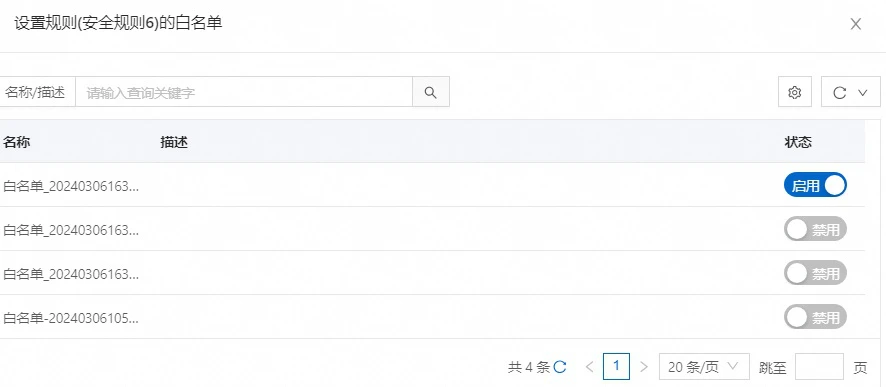 设置规则(安全规则6)的白名单
名称/描述 请输入查询关键字
名称 描述 状态
白名单_20240306163... 启用
白名单_20240306163... 禁用
白名单_20240306163... 禁用
白名单-20240306105... 禁用
共 4 条 1 20 条/页 跳至 页